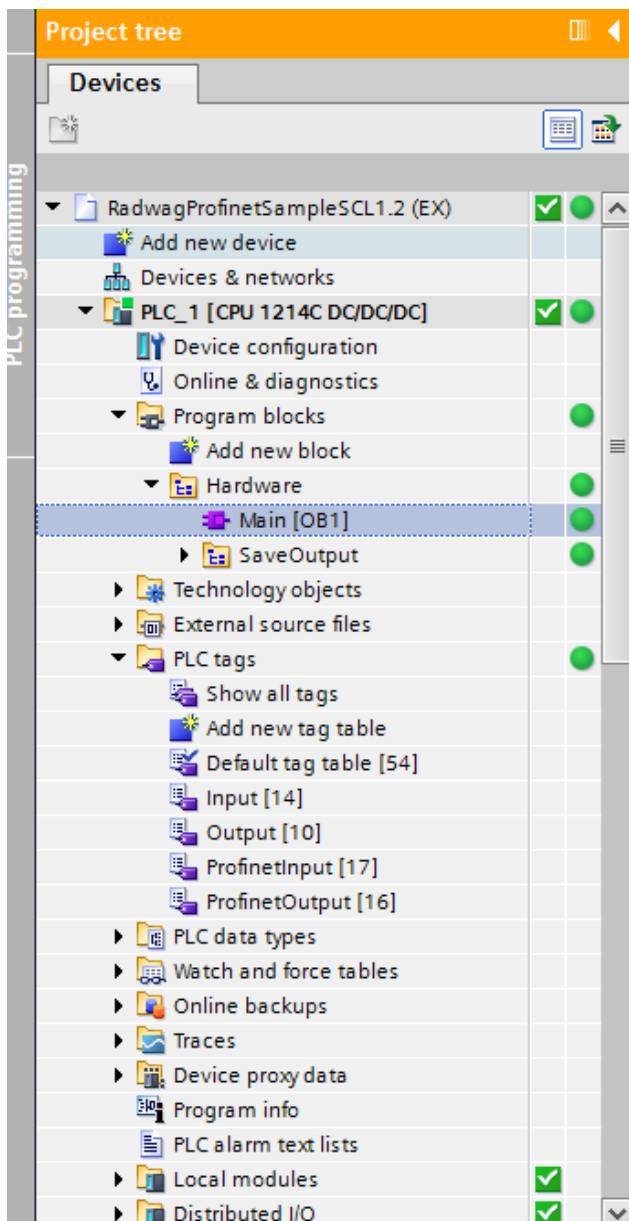 Project tree
Devices
PLC programming
RadwagProfinetSampleSCL1.2 (EX)
Add new device
Devices & networks
PLC_1 [CPU 1214C DC/DC/DC]
Device configuration
Online & diagnostics
Program blocks
Add new block
Hardware
Main [OB1]
SaveOutput
Technology objects
External source files
PLC tags
Show all tags
Add new tag table
Default tag table [54]
Input [14]
Output [10]
ProfinetInput [17]
ProfinetOutput [16]
PLC data types
Watch and force tables
Online backups
Traces
Device proxy data
Program info
PLC alarm text lists
Local modules
Distributed I/O